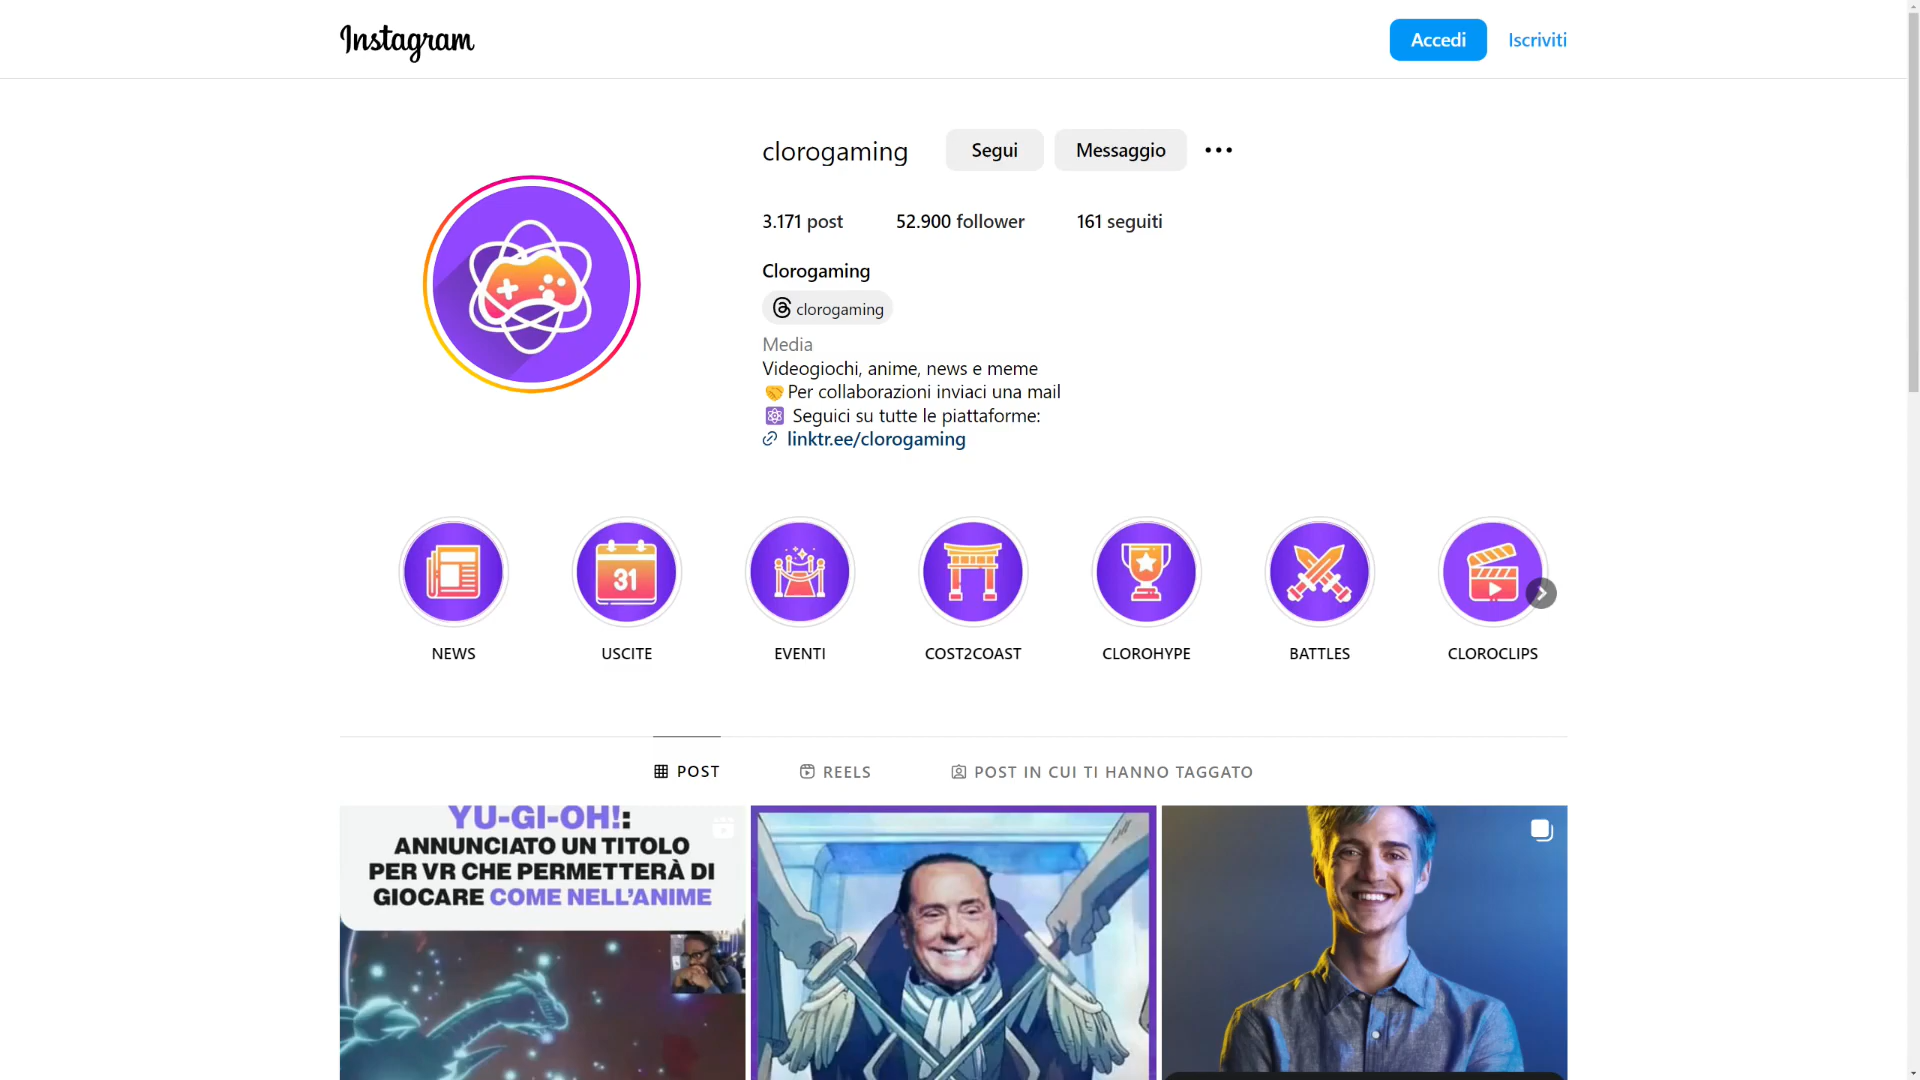 Instagram
Accedi
Iscriviti
clorogaming
Segui
Messaggio
3.171 post
52.900 follower
161 seguiti
Clorogaming
clorogaming
Media
Videogiochi, anime, news e meme
🤝Per collaborazioni inviaci una mail
⚛️ Seguici su tutte le piattaforme:
linktr.ee/clorogaming
31
NEWS
USCITE
EVENTI
COST2COAST
CLOROHYPE
BATTLES
CLOROCLIPS
POST
REELS
POST IN CUI TI HANNO TAGGATO
YU-GI-OH!:
ANNUNCIATO UN TITOLO
PER VR CHE PERMETTERÀ DI
GIOCARE COME NELL'ANIME